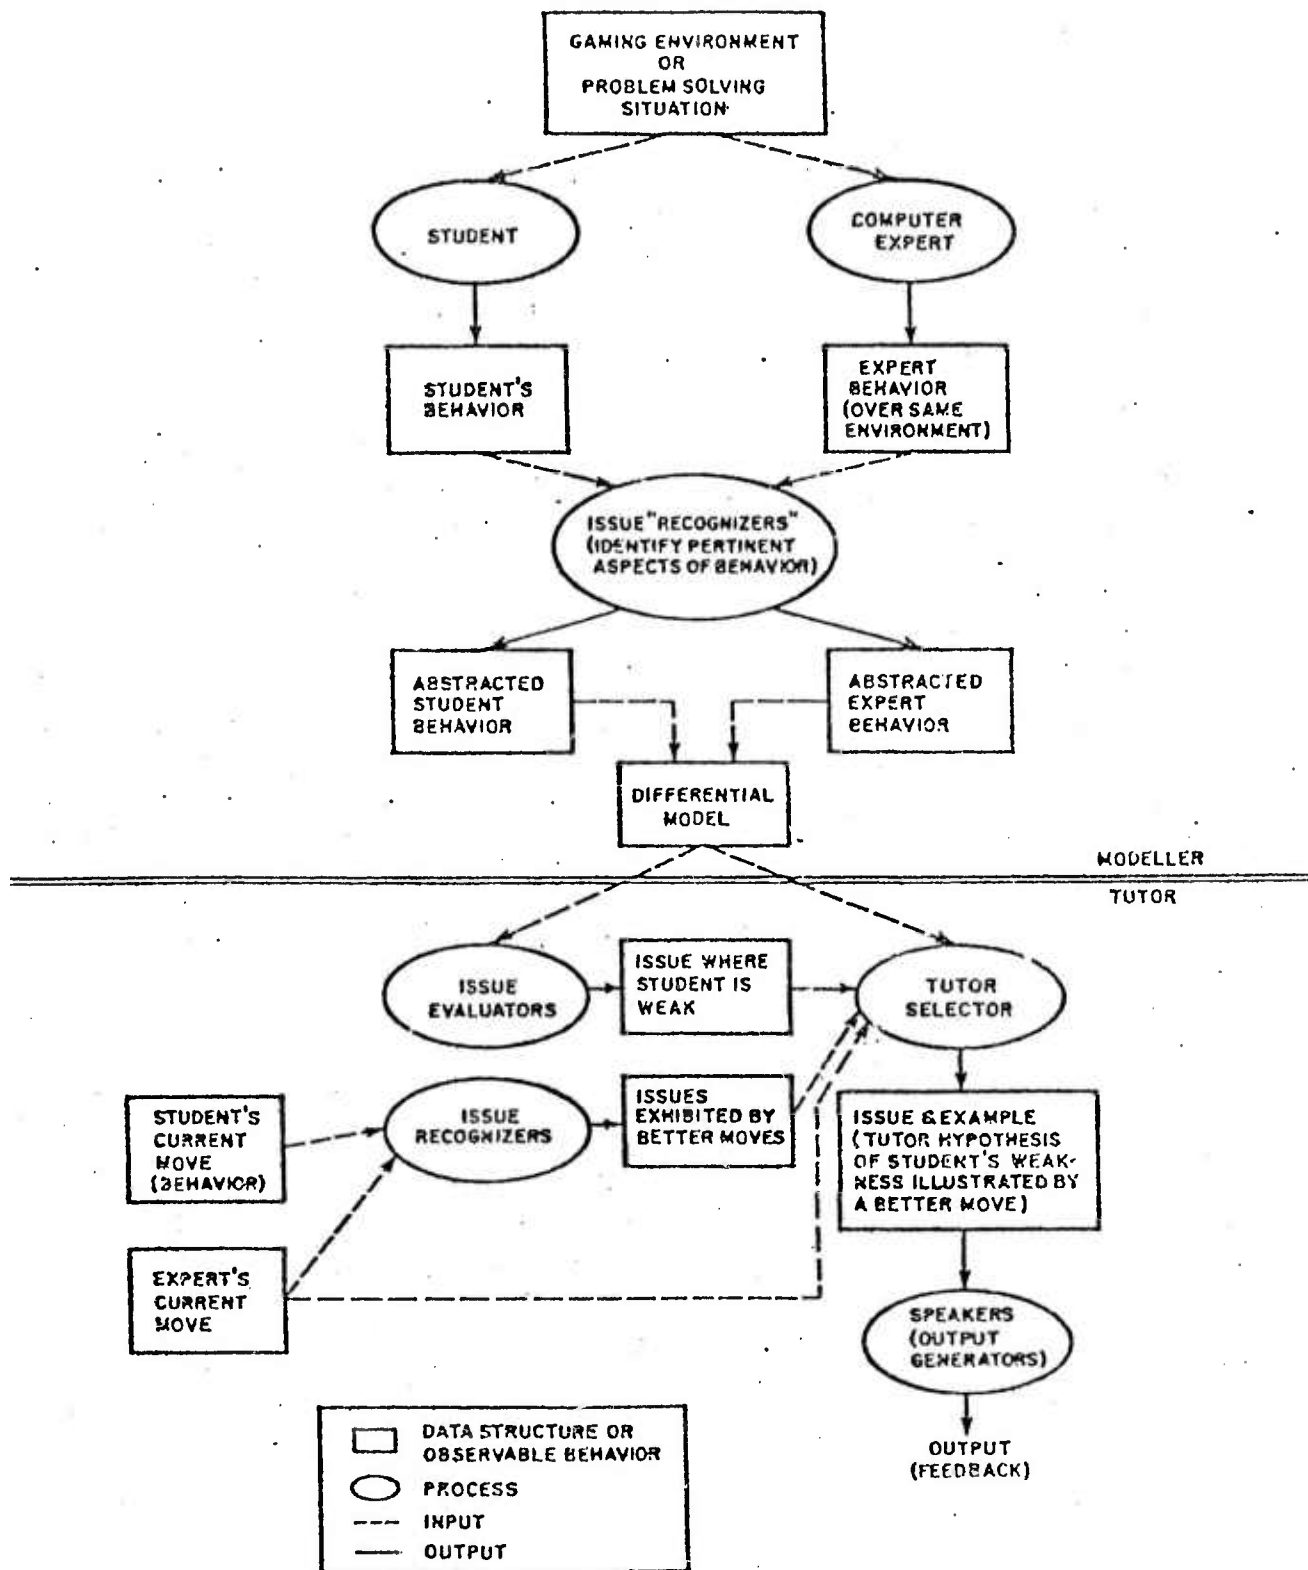 GAMING ENVIRONMENT
OR
PROBLEM SOLVING
SITUATION
STUDENT
COMPUTER
EXPERT
STUDENT'S
BEHAVIOR
EXPERT
BEHAVIOR
(OVER SAME
ENVIRONMENT)
ISSUE "RECOGNIZERS"
(IDENTIFY PERTINENT
ASPECTS OF BEHAVIOR)
ABSTRACTED
STUDENT
BEHAVIOR
ABSTRACTED
EXPERT
BEHAVIOR
DIFFERENTIAL
MODEL
MODELLER
TUTOR
ISSUE
EVALUATORS
ISSUE WHERE
STUDENT IS
WEAK
TUTOR
SELECTOR
STUDENT'S
CURRENT
MOVE
(BEHAVIOR)
ISSUE
RECOGNIZERS
ISSUES
EXHIBITED BY
BETTER MOVES
ISSUE & EXAMPLE
(TUTOR HYPOTHESIS
OF STUDENT'S WEAK-
NESS ILLUSTRATED BY
A BETTER MOVE)
EXPERT'S
CURRENT
MOVE
SPEAKERS
(OUTPUT
GENERATORS)
OUTPUT
(FEEDBACK)
DATA STRUCTURE OR
OBSERVABLE BEHAVIOR
PROCESS
INPUT
OUTPUT